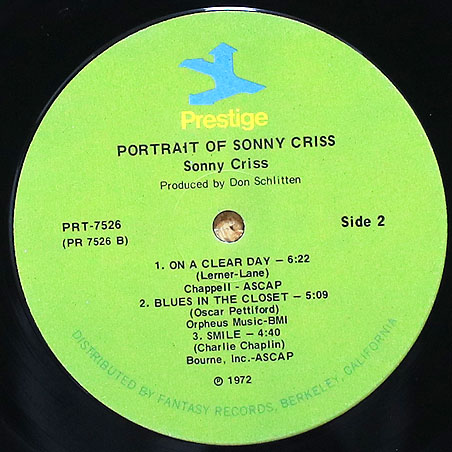 Prestige
PORTRAIT OF SONNY CRISS
Sonny Criss
Produced by Don Schlitten
PRT-7526
(PR 7526 B)
Side 2
1. ON A CLEAR DAY – 6:22
(Lerner-Lane)
Chappell - ASCAP
2. BLUES IN THE CLOSET – 5:09
(Oscar Pettiford)
Orpheus Music-BMI
3. SMILE – 4:40
(Charlie Chaplin)
Bourne, Inc.-ASCAP
℗ 1972
DISTRIBUTED BY FANTASY RECORDS, BERKELEY, CALIFORNIA